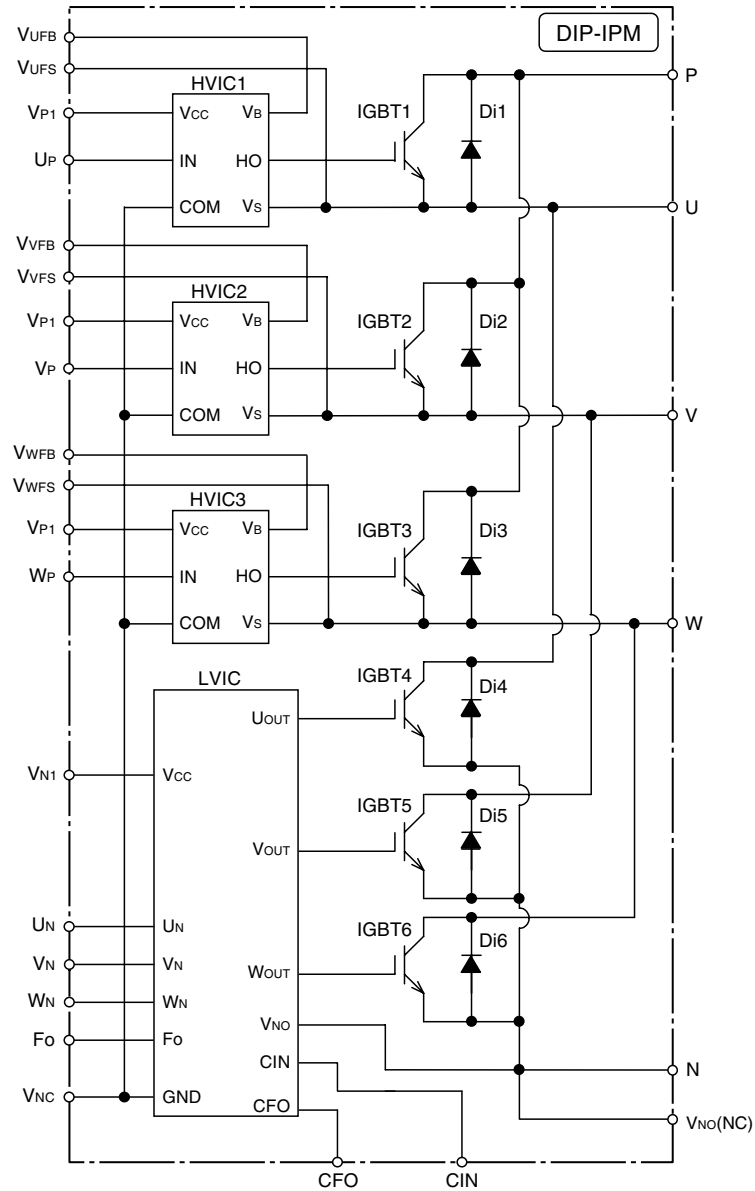 DIP-IPM
VUFB
VUFS
HVIC1
VP1
VCC
VB
IGBT1
Di1
P
UP
IN
HO
COM
VS
U
VVFB
VVFS
HVIC2
VP1
VCC
VB
IGBT2
Di2
VP
IN
HO
COM
VS
V
VWFB
VWFS
HVIC3
VP1
VCC
VB
IGBT3
Di3
WP
IN
HO
COM
VS
W
LVIC
IGBT4
Di4
UOUT
VN1
VCC
IGBT5
Di5
VOUT
UN
UN
IGBT6
Di6
VN
VN
WOUT
WN
WN
VNO
Fo
Fo
CIN
N
VNC
GND
CFO
VNO(NC)
CFO
CIN